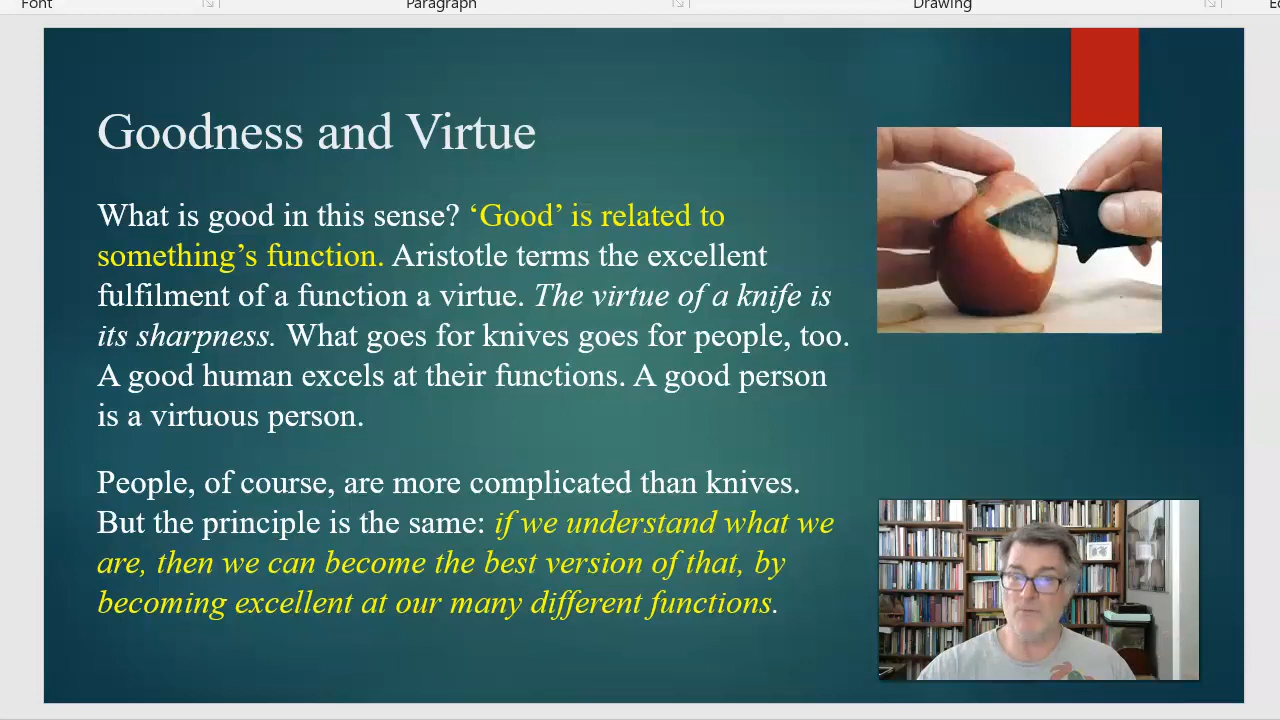 Font
Paragraph
Drawing
Goodness and Virtue
What is good in this sense? ‘Good’ is related to
something’s function. Aristotle terms the excellent
fulfilment of a function a virtue. The virtue of a knife is
its sharpness. What goes for knives goes for people, too.
A good human excels at their functions. A good person
is a virtuous person.
People, of course, are more complicated than knives.
But the principle is the same: if we understand what we
are, then we can become the best version of that, by
becoming excellent at our many different functions.